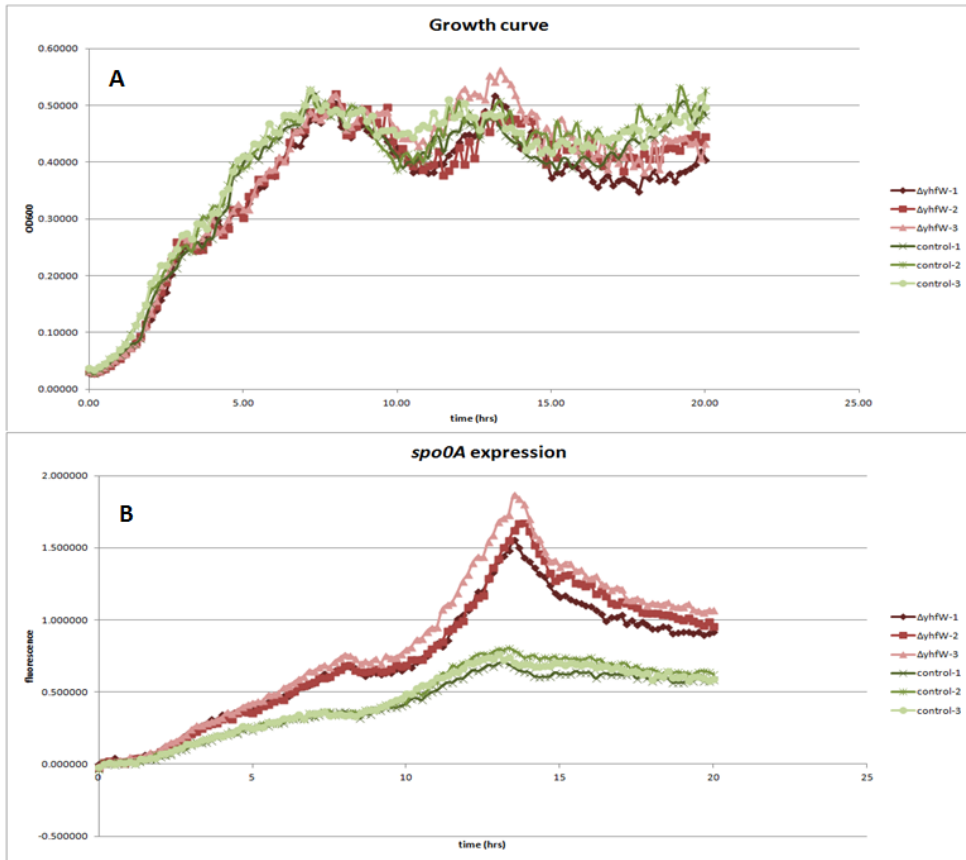 Growth curve
A
0.60000
0.50000
0.40000
0.30000
0.20000
0.10000
0.00000
OD600
0.00
5.00
10.00
15.00
20.00
25.00
time (hrs)
ΔyhfW-1
ΔyhfW-2
ΔyhfW-3
control-1
control-2
control-3
spo0A expression
B
2.000000
1.500000
1.000000
0.500000
0.000000
-0.500000
fluorescence
0
5
10
15
20
25
time (hrs)
ΔyhfW-1
ΔyhfW-2
ΔyhfW-3
control-1
control-2
control-3